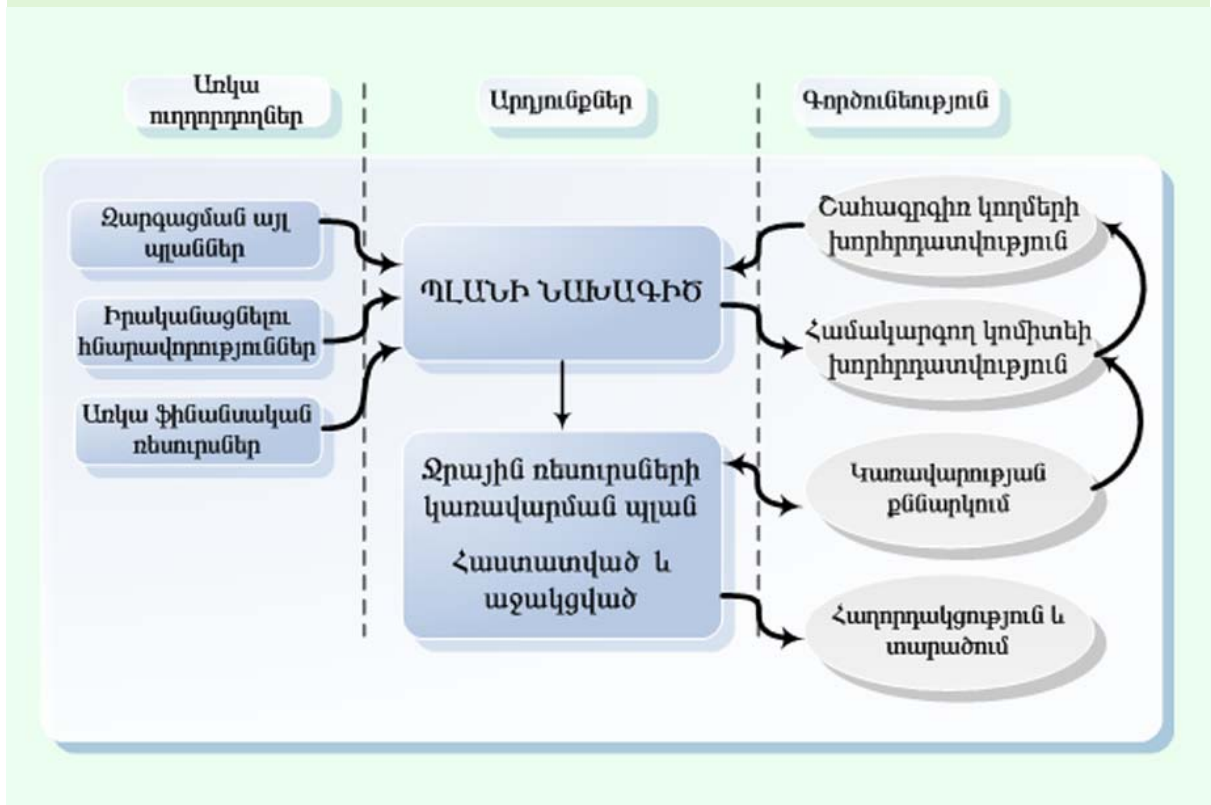 Առկա
ուղղորդողներ
Արդյունքներ
Գործունեություն
Զարգացման այլ
պլաններ
Իրականացնելու
հնարավորություններ
Առկա ֆինանսական
ռեսուրսներ
ՊԼԱՆԻ ՆԱԽԱԳԻԾ
Ջրային ռեսուրսների
կառավարման պլան
Հաստատված և
աջակցված
Շահագրգիռ կողմերի
խորհրդատվություն
Համակարգող կոմիտեի
խորհրդատվություն
Կառավարության
քննարկում
Հաղորդակցություն և
տարածում